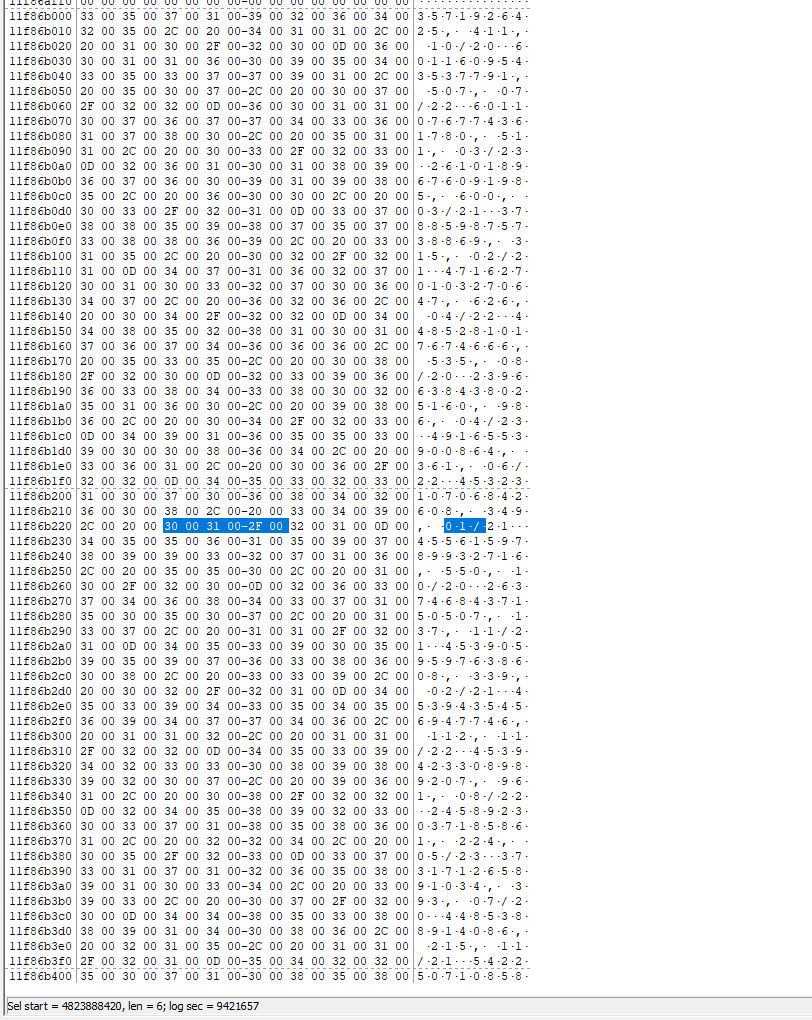 11f86b000 33 00 35 00 37 00 31 00-39 00 32 00 36 00 34 00 3·5·7·1·9·2·6·4·
11f86b010 32 00 35 00 2C 00 20 00-34 00 31 00 31 00 2C 00 2·5·,· ·4·1·1·,·
11f86b020 20 00 31 00 30 00 2F 00-32 00 30 00 0D 00 36 00  ·1·0·/·2·0···6·
11f86b030 30 00 31 00 31 00 36 00-30 00 39 00 35 00 34 00 0·1·1·6·0·9·5·4·
11f86b040 33 00 35 00 33 00 37 00-37 00 39 00 31 00 2C 00 3·5·3·7·7·9·1·,·
11f86b050 20 00 35 00 30 00 37 00-2C 00 20 00 30 00 37 00  ·5·0·7·,· ·0·7·
11f86b060 2F 00 32 00 32 00 0D 00-36 00 30 00 31 00 31 00 /·2·2···6·0·1·1·
11f86b070 30 00 37 00 36 00 37 00-37 00 34 00 33 00 36 00 0·7·6·7·7·4·3·6·
11f86b080 31 00 37 00 38 00 30 00-2C 00 20 00 35 00 31 00 1·7·8·0·,· ·5·1·
11f86b090 31 00 2C 00 20 00 30 00-33 00 2F 00 32 00 33 00 1·,· ·0·3·/·2·3·
11f86b0a0 0D 00 32 00 36 00 31 00-30 00 31 00 38 00 39 00 ··2·6·1·0·1·8·9·
11f86b0b0 36 00 37 00 36 00 30 00-39 00 31 00 39 00 38 00 6·7·6·0·9·1·9·8·
11f86b0c0 35 00 2C 00 20 00 36 00-30 00 30 00 2C 00 20 00 5·,· ·6·0·0·,· ·
11f86b0d0 30 00 33 00 2F 00 32 00-31 00 0D 00 33 00 37 00 0·3·/·2·1···3·7·
11f86b0e0 38 00 38 00 35 00 39 00-38 00 37 00 35 00 37 00 8·8·5·9·8·7·5·7·
11f86b0f0 33 00 38 00 38 00 36 00-39 00 2C 00 20 00 33 00 3·8·8·6·9·,· ·3·
11f86b100 31 00 35 00 2C 00 20 00-30 00 32 00 2F 00 32 00 1·5·,· ·0·2·/·2·
11f86b110 31 00 0D 00 34 00 37 00-31 00 36 00 32 00 37 00 1···4·7·1·6·2·7·
11f86b120 30 00 31 00 30 00 33 00-32 00 37 00 30 00 36 00 0·1·0·3·2·7·0·6·
11f86b130 34 00 37 00 2C 00 20 00-36 00 32 00 36 00 2C 00 4·7·,· ·6·2·6·,·
11f86b140 20 00 30 00 34 00 2F 00-32 00 32 00 0D 00 34 00  ·0·4·/·2·2···4·
11f86b150 34 00 38 00 35 00 32 00-38 00 31 00 30 00 31 00 4·8·5·2·8·1·0·1·
11f86b160 37 00 36 00 37 00 34 00-36 00 36 00 36 00 2C 00 7·6·7·4·6·6·6·,·
11f86b170 20 00 35 00 33 00 35 00-2C 00 20 00 30 00 38 00  ·5·3·5·,· ·0·8·
11f86b180 2F 00 32 00 30 00 0D 00-32 00 33 00 39 00 36 00 /·2·0···2·3·9·6·
11f86b190 36 00 33 00 38 00 34 00-33 00 38 00 30 00 32 00 6·3·8·4·3·8·0·2·
11f86b1a0 35 00 31 00 36 00 30 00-2C 00 20 00 39 00 38 00 5·1·6·0·,· ·9·8·
11f86b1b0 36 00 2C 00 20 00 30 00-34 00 2F 00 32 00 33 00 6·,· ·0·4·/·2·3·
11f86b1c0 0D 00 34 00 39 00 31 00-36 00 35 00 35 00 33 00 ··4·9·1·6·5·5·3·
11f86b1d0 39 00 30 00 30 00 38 00-36 00 34 00 2C 00 20 00 9·0·0·8·6·4·,· ·
11f86b1e0 33 00 36 00 31 00 2C 00-20 00 30 00 36 00 2F 00 3·6·1·,· ·0·6·/·
11f86b1f0 32 00 32 00 0D 00 34 00-35 00 33 00 32 00 33 00 2·2···4·5·3·2·3·
11f86b200 31 00 30 00 37 00 30 00-36 00 38 00 34 00 32 00 1·0·7·0·6·8·4·2·
11f86b210 36 00 30 00 38 00 2C 00-20 00 33 00 34 00 39 00 6·0·8·,· ·3·4·9·
11f86b220 2C 00 20 00 30 00 31 00-2F 00 32 00 31 00 0D 00 ,· ·0·1·/·2·1···
11f86b230 34 00 35 00 35 00 36 00-31 00 35 00 39 00 37 00 4·5·5·6·1·5·9·7·
11f86b240 38 00 39 00 39 00 33 00-32 00 37 00 31 00 36 00 8·9·9·3·2·7·1·6·
11f86b250 2C 00 20 00 35 00 35 00-30 00 2C 00 20 00 31 00 ,· ·5·5·0·,· ·1·
11f86b260 30 00 2F 00 32 00 30 00-0D 00 32 00 36 00 33 00 0·/·2·0···2·6·3·
11f86b270 37 00 34 00 36 00 38 00-34 00 33 00 37 00 31 00 7·4·6·8·4·3·7·1·
11f86b280 35 00 30 00 35 00 30 00-37 00 2C 00 20 00 31 00 5·0·5·0·7·,· ·1·
11f86b290 33 00 37 00 2C 00 20 00-31 00 31 00 2F 00 32 00 3·7·,· ·1·1·/·2·
11f86b2a0 31 00 0D 00 34 00 35 00-33 00 39 00 30 00 35 00 1···4·5·3·9·0·5·
11f86b2b0 39 00 35 00 39 00 37 00-36 00 33 00 38 00 36 00 9·5·9·7·6·3·8·6·
11f86b2c0 30 00 38 00 2C 00 20 00-33 00 33 00 39 00 2C 00 0·8·,· ·3·3·9·,·
11f86b2d0 20 00 30 00 32 00 2F 00-32 00 31 00 0D 00 34 00  ·0·2·/·2·1···4·
11f86b2e0 35 00 33 00 39 00 34 00-33 00 35 00 34 00 35 00 5·3·9·4·3·5·4·5·
11f86b2f0 36 00 39 00 34 00 37 00-37 00 34 00 36 00 2C 00 6·9·4·7·7·4·6·,·
11f86b300 20 00 31 00 31 00 32 00-2C 00 20 00 31 00 31 00  ·1·1·2·,· ·1·1·
11f86b310 2F 00 32 00 32 00 0D 00-34 00 35 00 33 00 39 00 /·2·2···4·5·3·9·
11f86b320 34 00 32 00 33 00 33 00-30 00 38 00 39 00 38 00 4·2·3·3·0·8·9·8·
11f86b330 39 00 32 00 30 00 37 00-2C 00 20 00 39 00 36 00 9·2·0·7·,· ·9·6·
11f86b340 31 00 2C 00 20 00 30 00-38 00 2F 00 32 00 32 00 1·,· ·0·8·/·2·2·
11f86b350 0D 00 32 00 34 00 35 00-38 00 39 00 32 00 33 00 ··2·4·5·8·9·2·3·
11f86b360 30 00 33 00 37 00 31 00-38 00 35 00 38 00 36 00 0·3·7·1·8·5·8·6·
11f86b370 31 00 2C 00 20 00 32 00-32 00 34 00 2C 00 20 00 1·,· ·2·2·4·,· ·
11f86b380 30 00 35 00 2F 00 32 00-33 00 0D 00 33 00 37 00 0·5·/·2·3···3·7·
11f86b390 33 00 31 00 37 00 31 00-32 00 36 00 35 00 38 00 3·1·7·1·2·6·5·8·
11f86b3a0 39 00 31 00 30 00 33 00-34 00 2C 00 20 00 33 00 9·1·0·3·4·,· ·3·
11f86b3b0 39 00 33 00 2C 00 20 00-30 00 37 00 2F 00 32 00 9·3·,· ·0·7·/·2·
11f86b3c0 30 00 0D 00 34 00 34 00-38 00 35 00 33 00 38 00 0···4·4·8·5·3·8·
11f86b3d0 38 00 39 00 31 00 34 00-30 00 38 00 36 00 2C 00 8·9·1·4·0·8·6·,·
11f86b3e0 20 00 32 00 31 00 35 00-2C 00 20 00 31 00 31 00  ·2·1·5·,· ·1·1·
11f86b3f0 2F 00 32 00 31 00 0D 00-35 00 34 00 32 00 32 00 /·2·1···5·4·2·2·
11f86b400 35 00 30 00 37 00 31 00-30 00 38 00 35 00 38 00 5·0·7·1·0·8·5·8·
Sel start = 4823888420, len = 6; log sec = 9421657